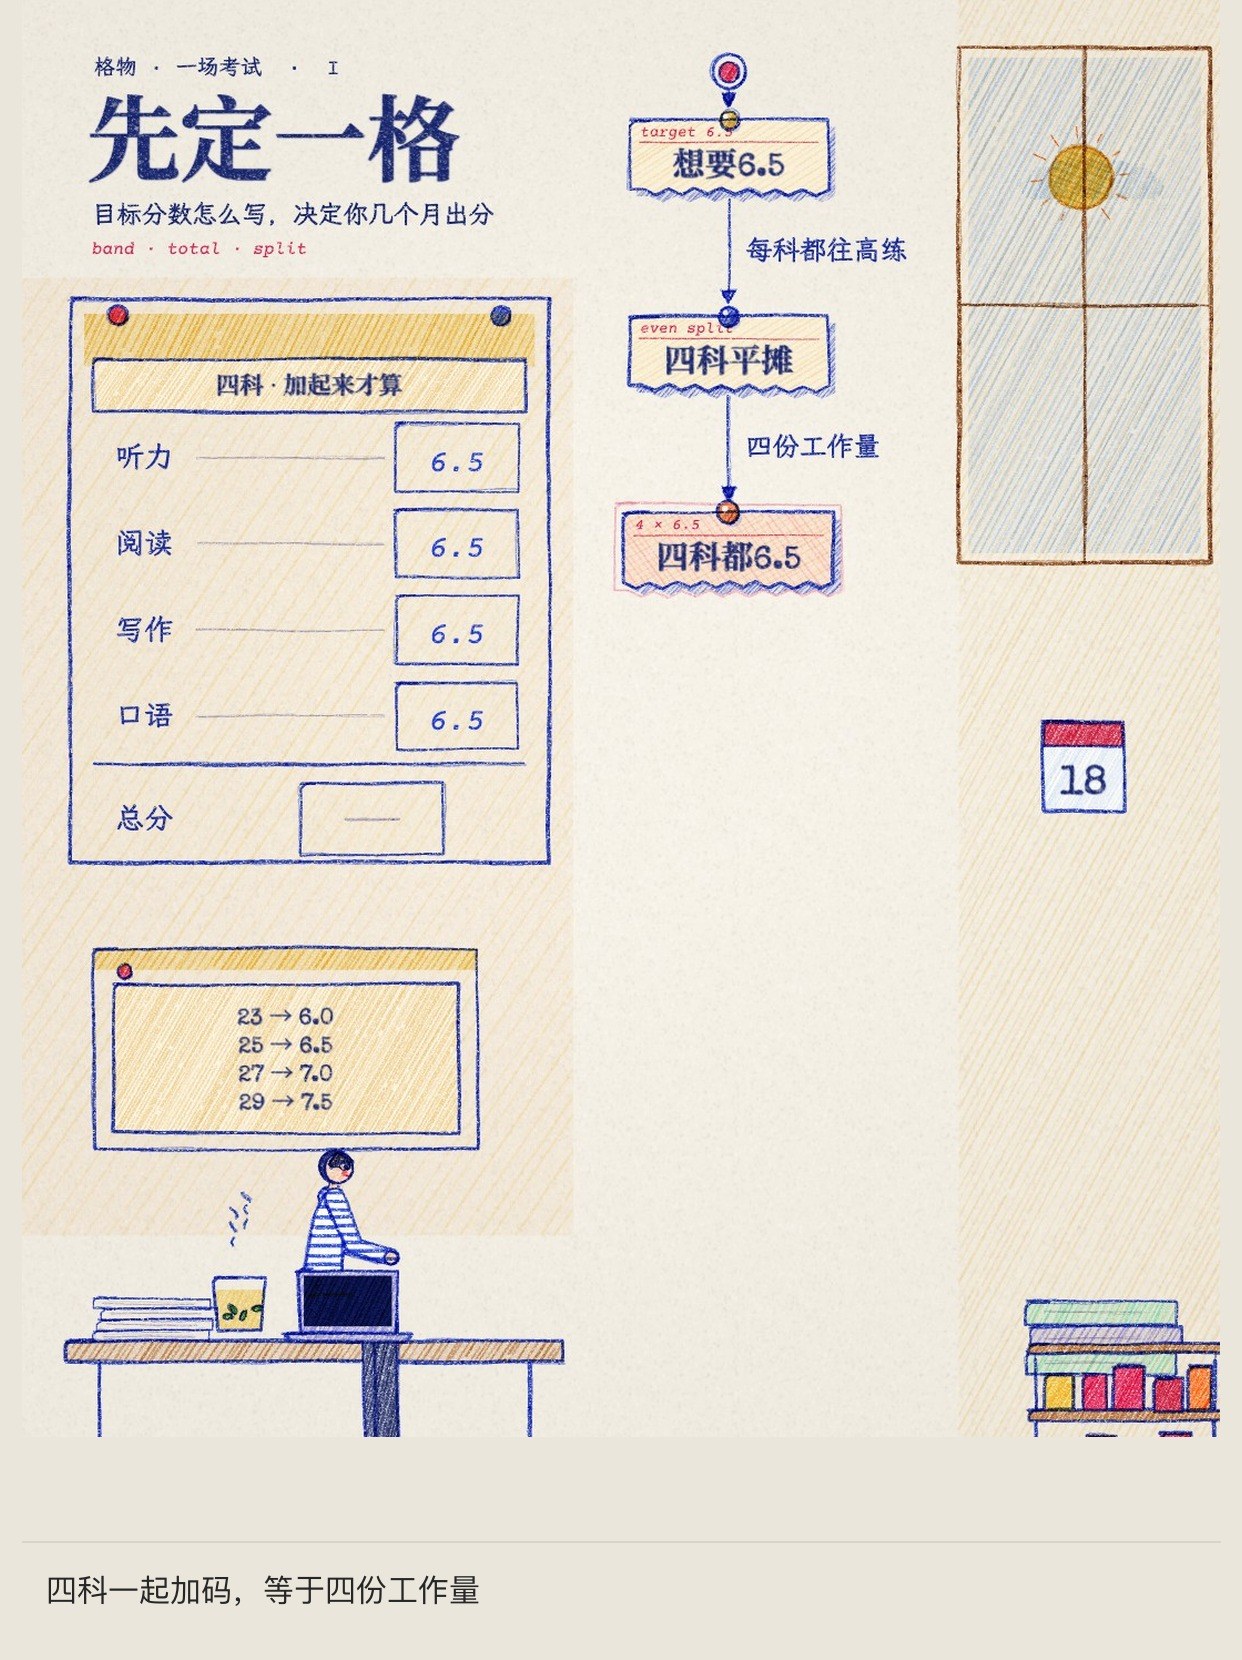 格物 · 一场考试 · I
先定一格
目标分数怎么写，决定你几个月出分
band · total · split
四科·加起来才算
听力 6.5
阅读 6.5
写作 6.5
口语 6.5
总分 —
23 → 6.0
25 → 6.5
27 → 7.0
29 → 7.5
target 6.5
想要6.5
每科都往高练
even split
四科平摊
四份工作量
4 × 6.5
四科都6.5
18
四科一起加码，等于四份工作量